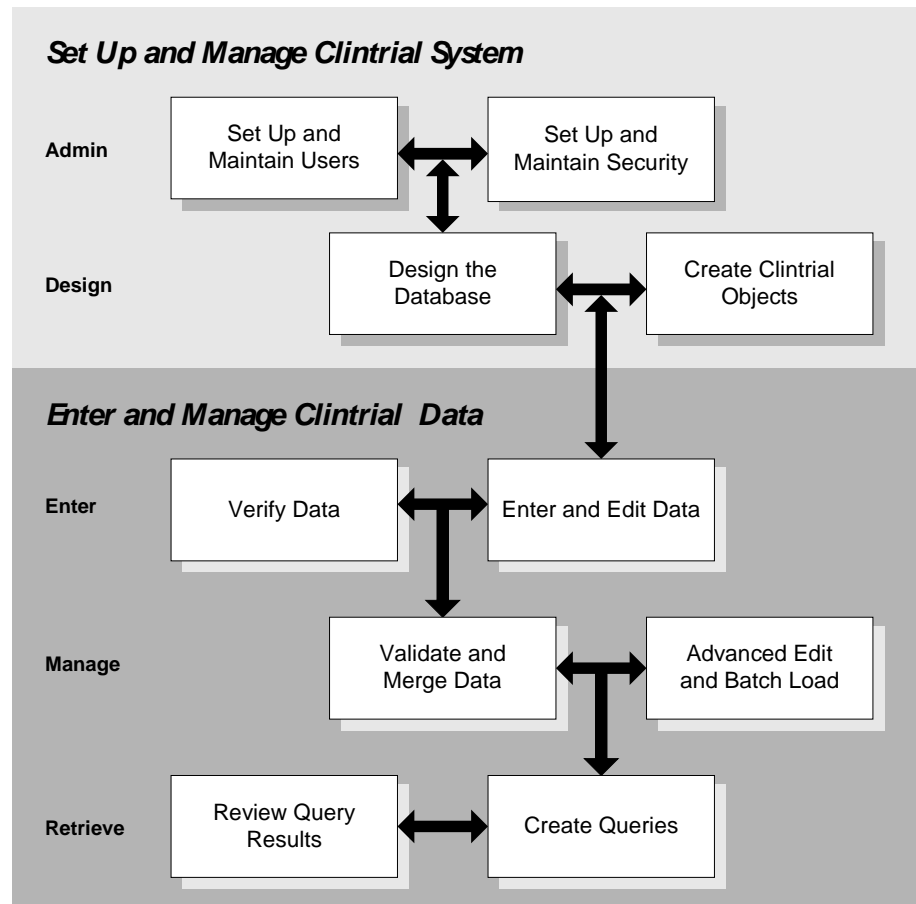 Set Up and Manage Clintrial System
Admin
Set Up and
Maintain Users
Set Up and
Maintain Security
Design
Design the
Database
Create Clintrial
Objects
Enter and Manage Clintrial Data
Enter
Verify Data
Enter and Edit Data
Manage
Validate and
Merge Data
Advanced Edit
and Batch Load
Retrieve
Review Query
Results
Create Queries